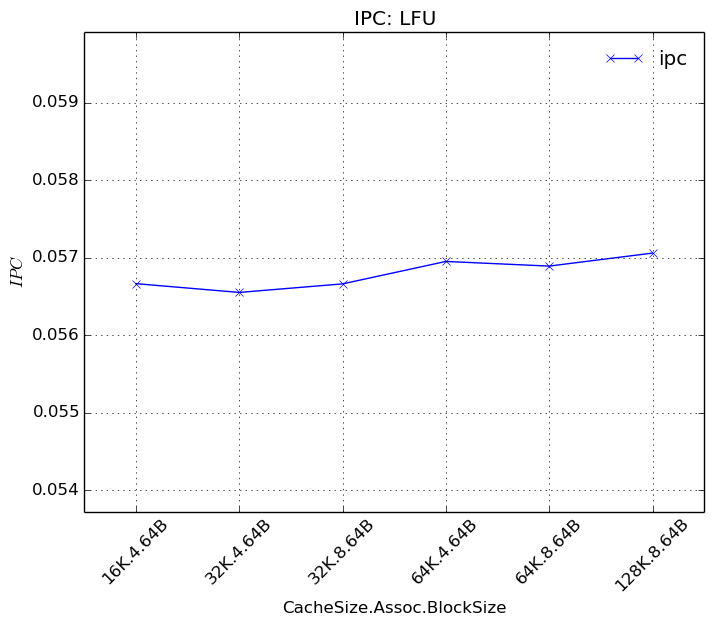 IPC: LFU
ipc
0.059
0.058
0.057
0.056
0.055
0.054
IPC
16K.4.64B
32K.4.64B
32K.8.64B
64K.4.64B
64K.8.64B
128K.8.64B
CacheSize.Assoc.BlockSize